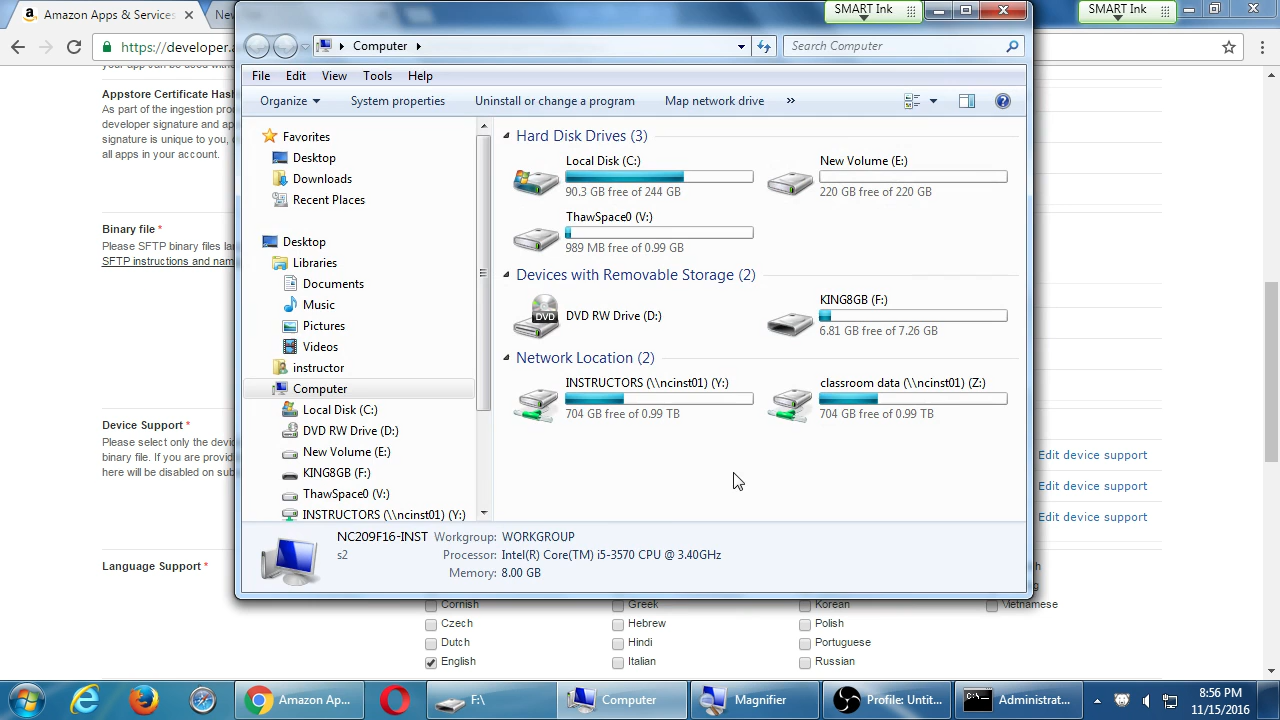 Amazon Apps & Services
Ne
SMART Ink
SMART Ink
https://developer.a
Computer
Search Computer
File Edit View Tools Help
Organize System properties Uninstall or change a program Map network drive »
your app can be used with
Appstore Certificate Hash
As part of the ingestion pro
developer signature and ap
signature is unique to you,
all apps in your account.
Binary file *
Please SFTP binary files lar
SFTP instructions and nam
Device Support *
Please select only the devic
binary file. If you are provid
here will be disabled on sub
Language Support *
Favorites
Desktop
Downloads
Recent Places
Desktop
Libraries
Documents
Music
Pictures
Videos
instructor
Computer
Local Disk (C:)
DVD RW Drive (D:)
New Volume (E:)
KING8GB (F:)
ThawSpace0 (V:)
INSTRUCTORS (\\ncinst01) (Y:)
Hard Disk Drives (3)
Local Disk (C:)
90.3 GB free of 244 GB
New Volume (E:)
220 GB free of 220 GB
ThawSpace0 (V:)
989 MB free of 0.99 GB
Devices with Removable Storage (2)
DVD RW Drive (D:)
DVD
KING8GB (F:)
6.81 GB free of 7.26 GB
Network Location (2)
INSTRUCTORS (\\ncinst01) (Y:)
704 GB free of 0.99 TB
classroom data (\\ncinst01) (Z:)
704 GB free of 0.99 TB
NC209F16-INST Workgroup: WORKGROUP
s2 Processor: Intel(R) Core(TM) i5-3570 CPU @ 3.40GHz
Memory: 8.00 GB
Edit device support
Edit device support
Edit device support
Cornish Greek Korean Vietnamese
Czech Hebrew Polish
Dutch Hindi Portuguese
English Italian Russian
Amazon Ap...
F:\
Computer
Magnifier
Profile: Untit...
Administrat...
8:56 PM
11/15/2016